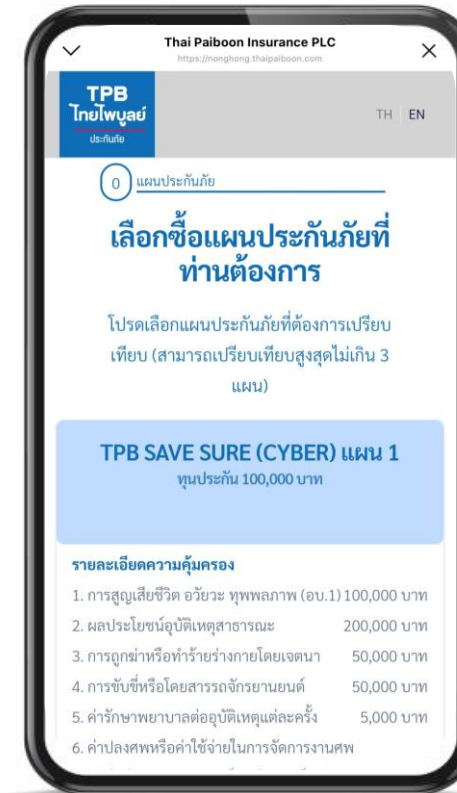 Thai Paiboon Insurance PLC
https://nonghong.thaipaiboon.com
TPB
ไทยไพบูลย์
ประกันภัย
TH EN
0 แผนประกันภัย
เลือกซื้อแผนประกันภัยที่
ท่านต้องการ
โปรดเลือกแผนประกันภัยที่ต้องการเปรียบ
เทียบ (สามารถเปรียบเทียบสูงสุดไม่เกิน 3
แผน)
TPB SAVE SURE (CYBER) แผน 1
ทุนประกัน 100,000 บาท
รายละเอียดความคุ้มครอง
1. การสูญเสียชีวิต อวัยวะ ทุพพลภาพ (อบ.1) 100,000 บาท
2. ผลประโยชน์อุบัติเหตุสาธารณะ 200,000 บาท
3. การถูกฆ่าหรือทำร้ายร่างกายโดยเจตนา 50,000 บาท
4. การขับขี่หรือโดยสารรถจักรยานยนต์ 50,000 บาท
5. ค่ารักษาพยาบาลต่ออุบัติเหตุแต่ละครั้ง 5,000 บาท
6. ค่าปลงศพหรือค่าใช้จ่ายในการจัดการงานศพ